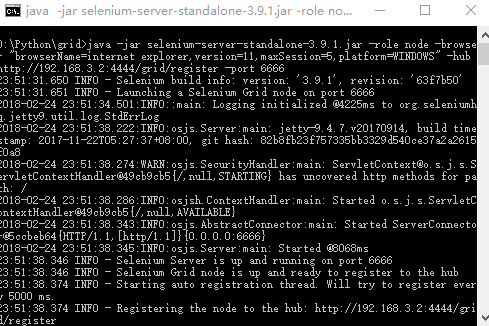 java -jar selenium-server-standalone-3.9.1.jar -role no...
D:\Python\grid>java -jar selenium-server-standalone-3.9.1.jar -role node -browse
"browserName=internet explorer,version=11,maxSession=5,platform=WINDOWS" -hub
http://192.168.3.2:4444/grid/register -port 6666
23:51:31.650 INFO - Selenium build info: version: '3.9.1', revision: '63f7b50'
23:51:31.651 INFO - Launching a Selenium Grid node on port 6666
2018-02-24 23:51:34.501:INFO::main: Logging initialized @4225ms to org.seleniumh
q.jetty9.util.log.StdErrLog
2018-02-24 23:51:38.222:INFO:osjs.Server:main: jetty-9.4.7.v20170914, build time
stamp: 2017-11-22T05:27:37+08:00, git hash: 82b8fb23f757335bb3329d540ce37a2a2615
f0a8
2018-02-24 23:51:38.274:WARN:osjs.SecurityHandler:main: ServletContext@o.s.j.s.S
ervletContextHandler@49cb9cb5{/,null,STARTING} has uncovered http methods for pa
th: /
2018-02-24 23:51:38.286:INFO:osjsh.ContextHandler:main: Started o.s.j.s.ServletC
ontextHandler@49cb9cb5{/,null,AVAILABLE}
2018-02-24 23:51:38.343:INFO:osjs.AbstractConnector:main: Started ServerConnecto
r@5ccbeb64{HTTP/1.1,[http/1.1]}{0.0.0.0:6666}
2018-02-24 23:51:38.345:INFO:osjs.Server:main: Started @8068ms
23:51:38.346 INFO - Selenium Server is up and running on port 6666
23:51:38.346 INFO - Selenium Grid node is up and ready to register to the hub
23:51:38.374 INFO - Starting auto registration thread. Will try to register ever
y 5000 ms.
23:51:38.374 INFO - Registering the node to the hub: http://192.168.3.2:4444/gri
d/register